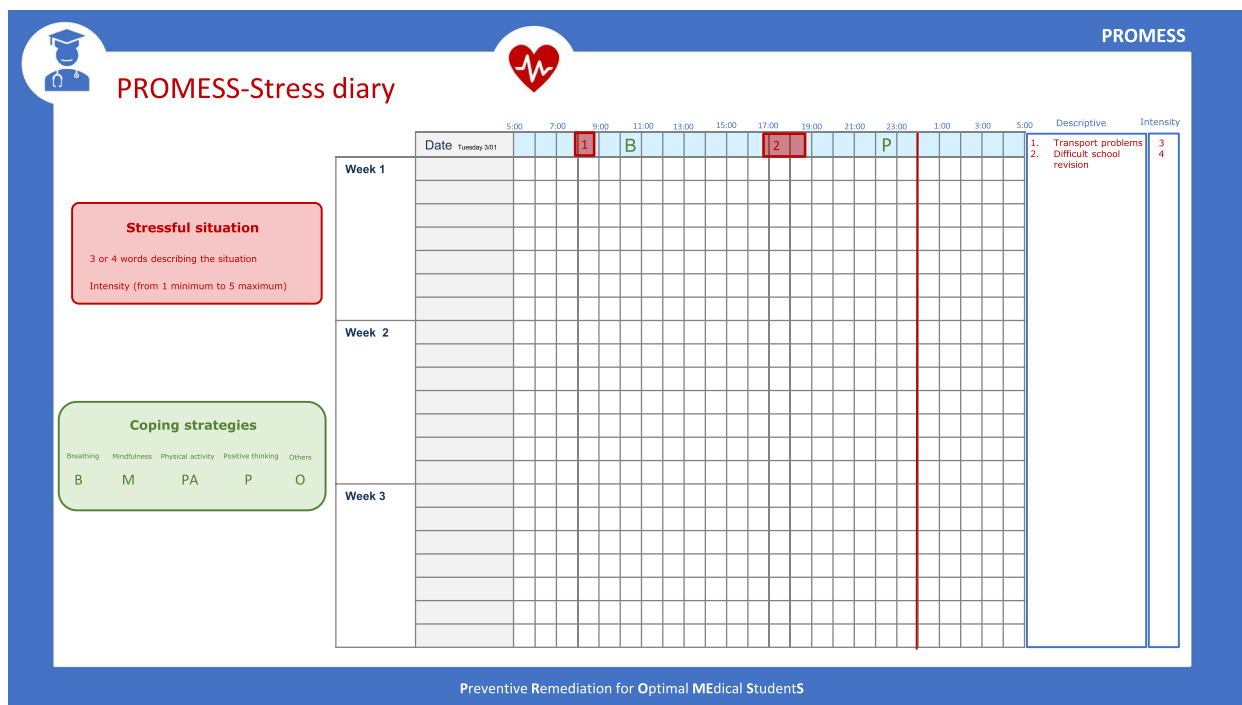 PROMESS
PROMESS-Stress diary
5:00 7:00 9:00 11:00 13:00 15:00 17:00 19:00 21:00 23:00 1:00 3:00 5:00 Descriptive Intensity
Date Tuesday 3/01 1 B 2 P
1. Transport problems 3
2. Difficult school 4
revision
Week 1
Stressful situation
3 or 4 words describing the situation
Intensity (from 1 minimum to 5 maximum)
Week 2
Coping strategies
Breathing Mindfulness Physical activity Positive thinking Others
B M PA P O
Week 3
Preventive Remediation for Optimal MEdical StudentS